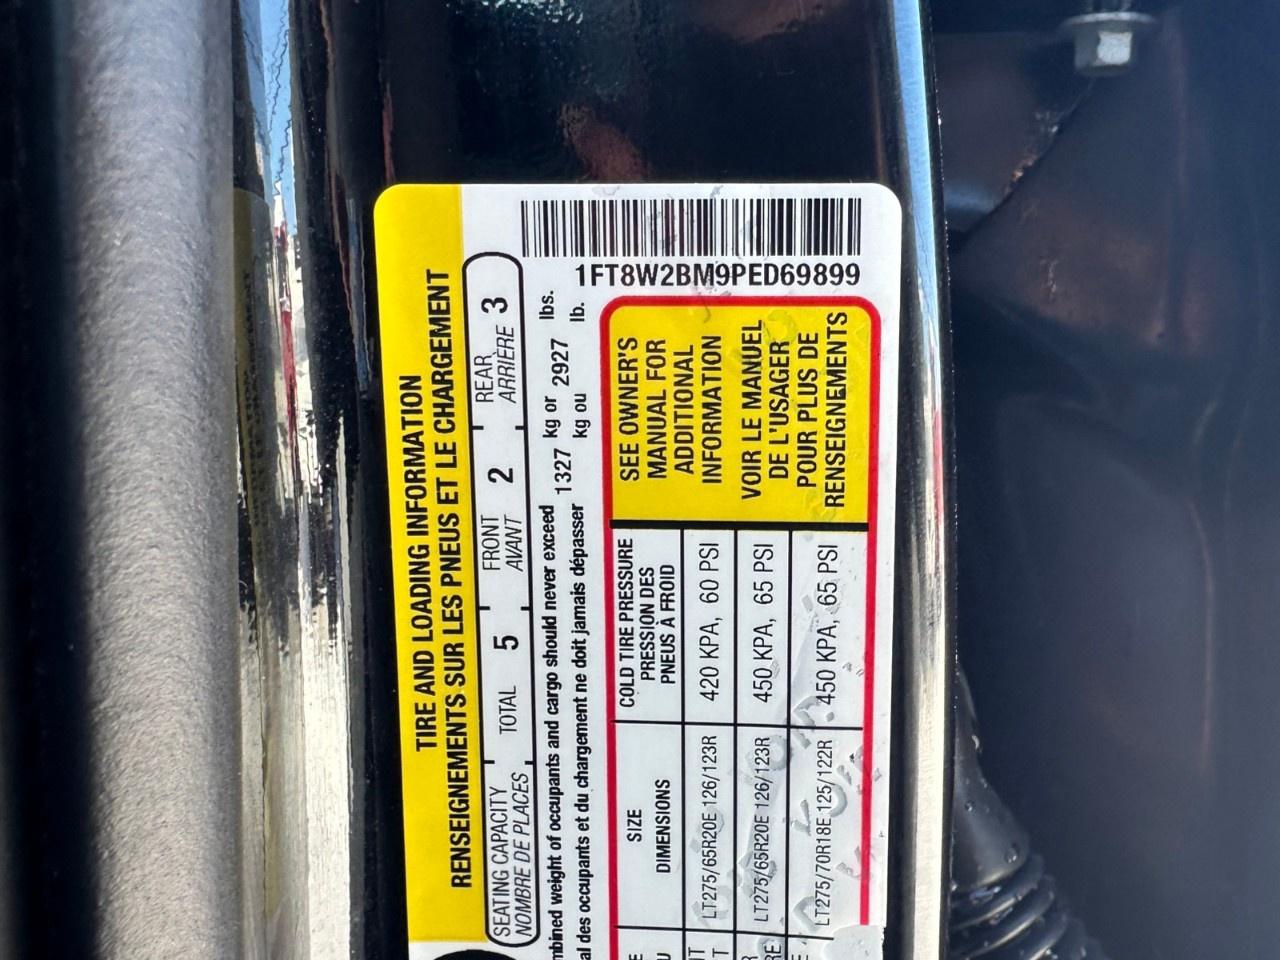 1FT8W2BM9PED69899
TIRE AND LOADING INFORMATION
RENSEIGNEMENTS SUR LES PNEUS ET LE CHARGEMENT
SEATING CAPACITY
NOMBRE DE PLACES
TOTAL 5
FRONT
AVANT 2
REAR
ARRIÈRE 3
weight of occupants and cargo should never exceed 1327 kg or 2927 lbs.
des occupants et du chargement ne doit jamais dépasser kg ou lb.
SIZE
DIMENSIONS
COLD TIRE PRESSURE
PRESSION DES
PNEUS À FROID
LT275/65R20E 126/123R 420 KPA, 60 PSI
LT275/65R20E 126/123R 450 KPA, 65 PSI
LT275/70R18E 125/122R 450 KPA, 65 PSI
SEE OWNER'S
MANUAL FOR
ADDITIONAL
INFORMATION
VOIR LE MANUEL
DE L'USAGER
POUR PLUS DE
RENSEIGNEMENTS